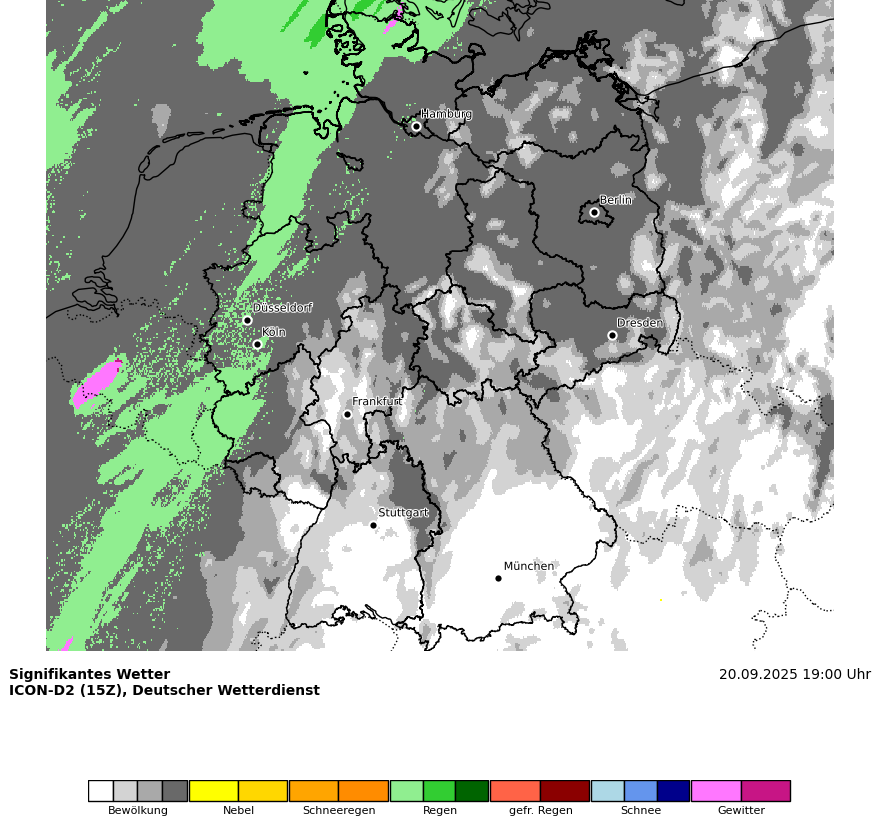 Hamburg
Berlin
Düsseldorf
Köln
Dresden
Frankfurt
Stuttgart
München
Signifikantes Wetter
20.09.2025 19:00 Uhr
ICON-D2 (15Z), Deutscher Wetterdienst
Bewölkung Nebel Schneeregen Regen gefr. Regen Schnee Gewitter